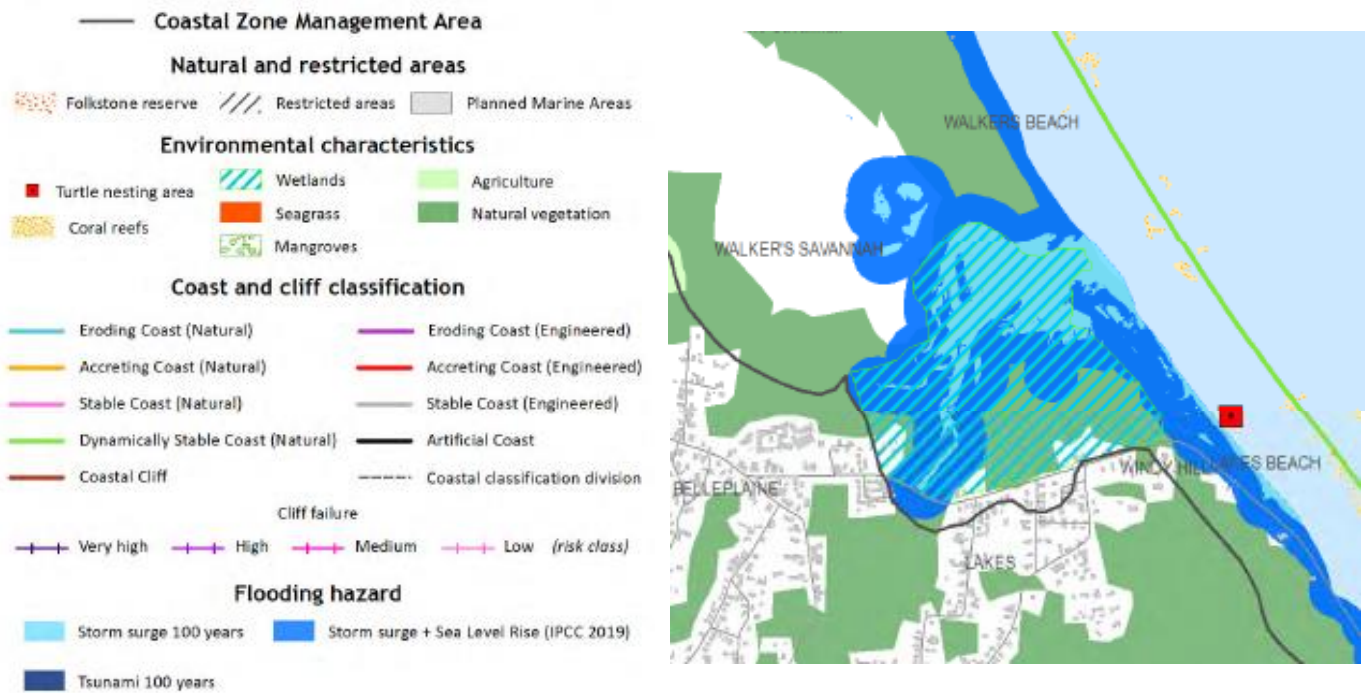 Coastal Zone Management Area
Natural and restricted areas
Folkstone reserve
Restricted areas
Planned Marine Areas
Environmental characteristics
Turtle nesting area
Wetlands
Agriculture
Seagrass
Natural vegetation
Coral reefs
Mangroves
Coast and cliff classification
Eroding Coast (Natural)
Eroding Coast (Engineered)
Accreting Coast (Natural)
Accreting Coast (Engineered)
Stable Coast (Natural)
Stable Coast (Engineered)
Dynamically Stable Coast (Natural)
Artificial Coast
Coastal Cliff
Coastal classification division
Cliff failure
Very high
High
Medium
Low (risk class)
Flooding hazard
Storm surge 100 years
Storm surge + Sea Level Rise (IPCC 2019)
Tsunami 100 years
WALKERS BEACH
WALKER'S SAVANNAH
BELLEPLAINE
WINDY HILL
LAKES BEACH
LAKES